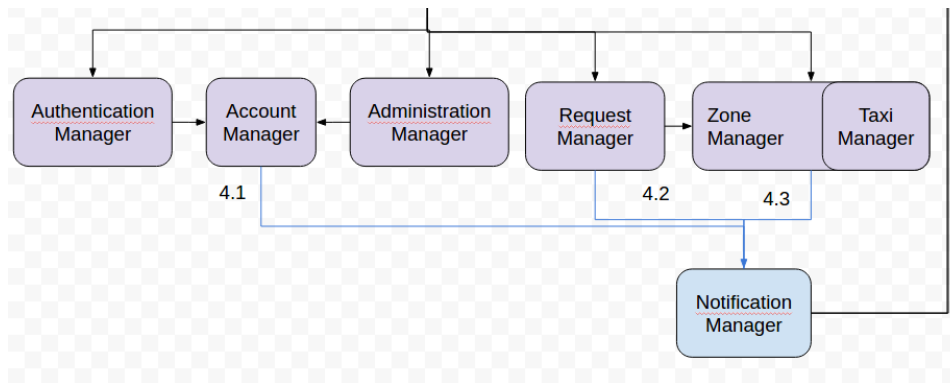 Authentication
Manager
Account
Manager
Administration
Manager
Request
Manager
Zone
Manager
Taxi
Manager
4.1
4.2
4.3
Notification
Manager